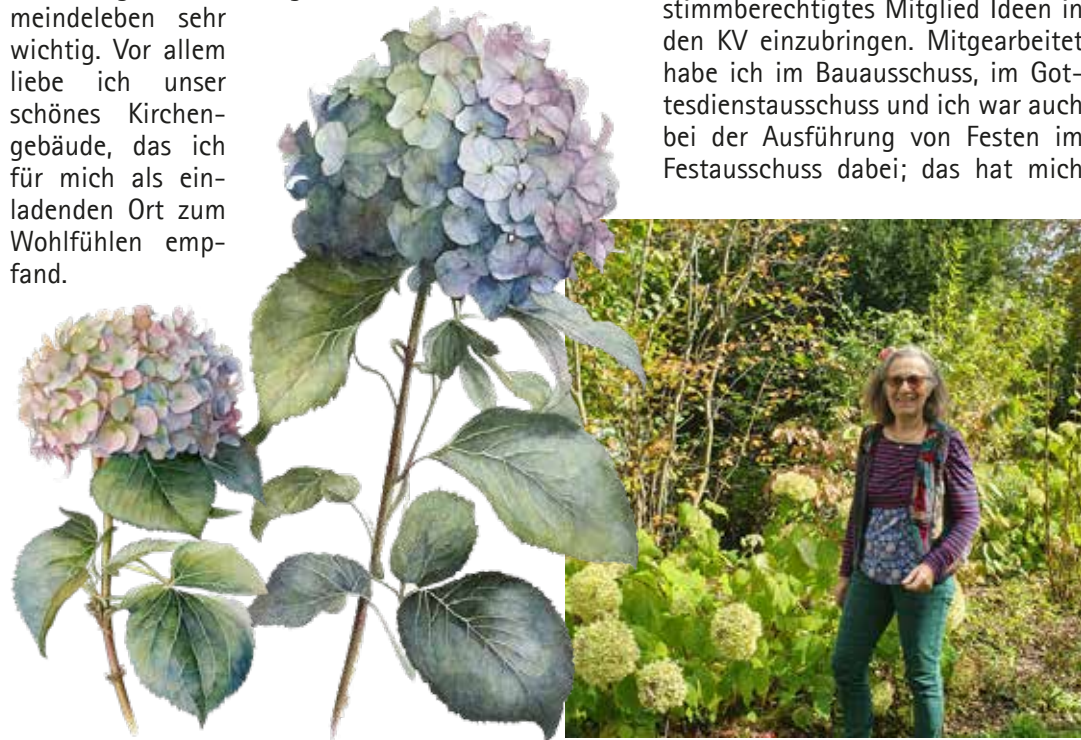 meindeleben sehr
wichtig. Vor allem
liebe ich unser
schönes Kirchen-
gebäude, das ich
für mich als ein-
ladenden Ort zum
Wohlfühlen emp-
fand.
stimmberechtigtes Mitglied Ideen in
den KV einzubringen. Mitgearbeitet
habe ich im Bauausschuss, im Got-
tesdienstausschuss und ich war auch
bei der Ausführung von Festen im
Festausschuss dabei; das hat mich